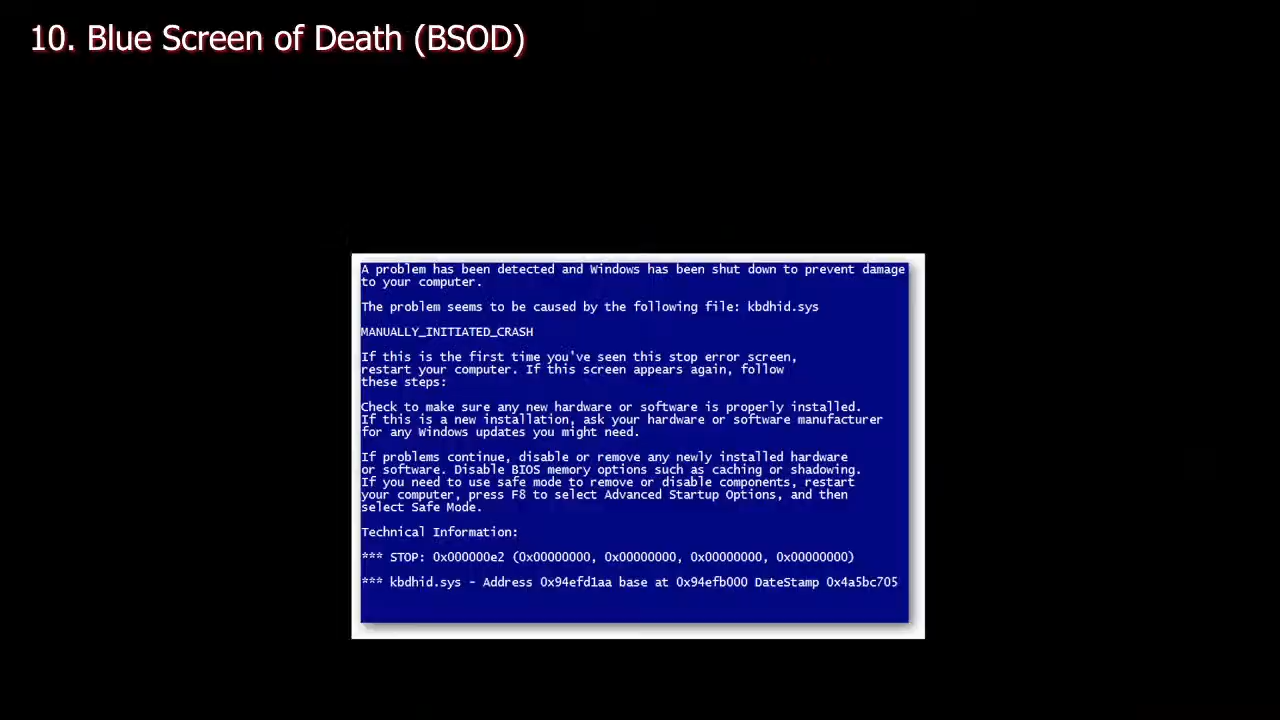 10. Blue Screen of Death (BSOD)
A problem has been detected and Windows has been shut down to prevent damage
to your computer.
The problem seems to be caused by the following file: kbdhid.sys
MANUALLY_INITIATED_CRASH
If this is the first time you've seen this stop error screen,
restart your computer. If this screen appears again, follow
these steps:
Check to make sure any new hardware or software is properly installed.
If this is a new installation, ask your hardware or software manufacturer
for any Windows updates you might need.
If problems continue, disable or remove any newly installed hardware
or software. Disable BIOS memory options such as caching or shadowing.
If you need to use safe mode to remove or disable components, restart
your computer, press F8 to select Advanced Startup Options, and then
select Safe Mode.
Technical Information:
*** STOP: 0x000000e2 (0x00000000, 0x00000000, 0x00000000, 0x00000000)
*** kbdhid.sys - Address 0x94efd1aa base at 0x94efb000 DateStamp 0x4a5bc705